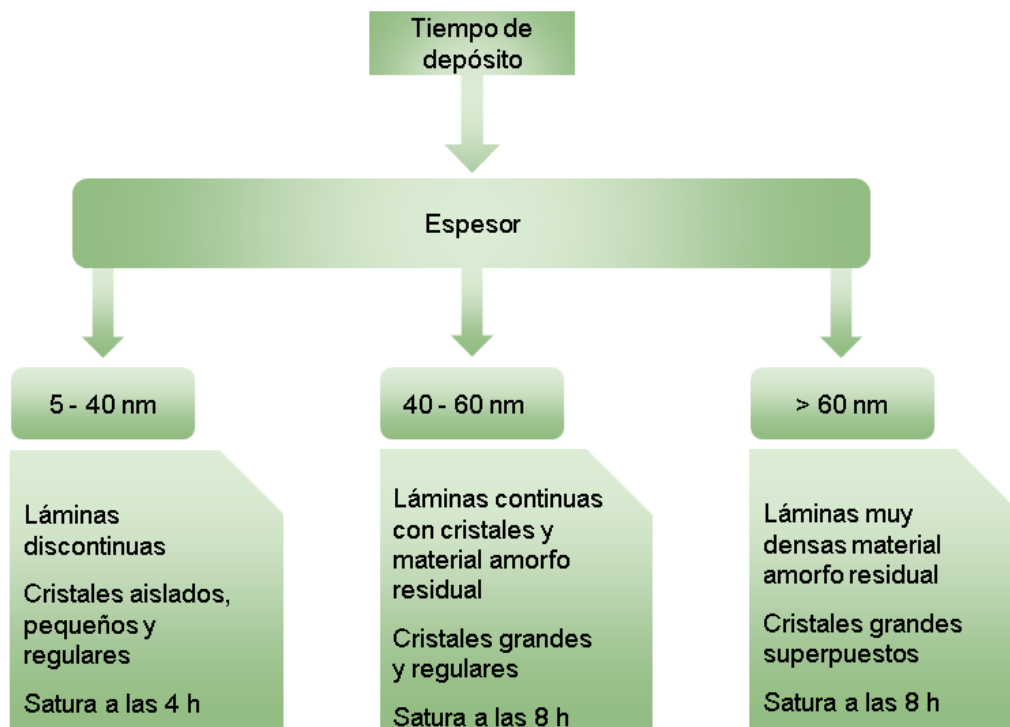 Tiempo de
depósito
Espesor
5 - 40 nm
Láminas
discontinuas
Cristales aislados,
pequeños y
regulares
Satura a las 4 h
40 - 60 nm
Láminas continuas
con cristales y
material amorfo
residual
Cristales grandes
y regulares
Satura a las 8 h
> 60 nm
Láminas muy
densas material
amorfo residual
Cristales grandes
superpuestos
Satura a las 8 h